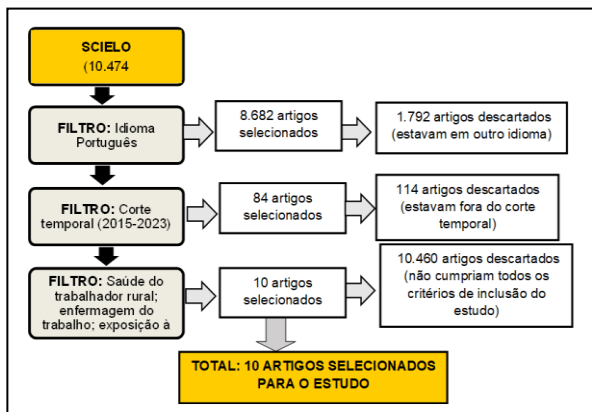 SCIELO
(10.474
FILTRO: Idioma
Português
8.682 artigos
selecionados
1.792 artigos descartados
(estavam em outro idioma)
FILTRO: Corte
temporal (2015-2023)
84 artigos
selecionados
114 artigos descartados
(estavam fora do corte
temporal)
FILTRO: Saúde do
trabalhador rural;
enfermagem do
trabalho; exposição à
10 artigos
selecionados
10.460 artigos descartados
(não cumpriam todos os
critérios de inclusão do
estudo)
TOTAL: 10 ARTIGOS SELECIONADOS
PARA O ESTUDO